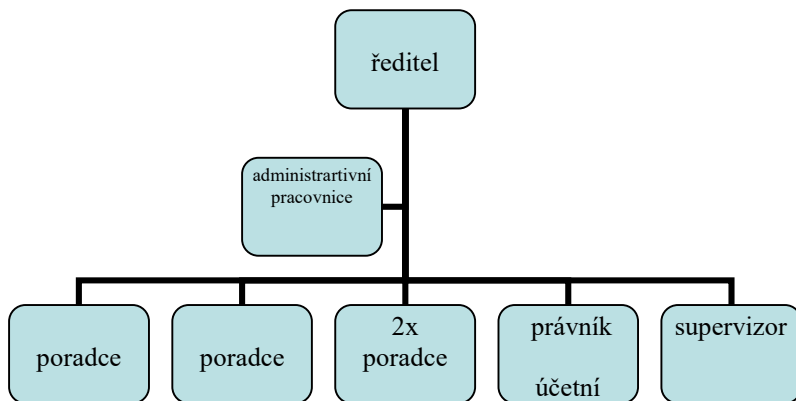 ředitel
administrartivní
pracovnice
poradce
poradce
2x
poradce
právník
účetní
supervizor